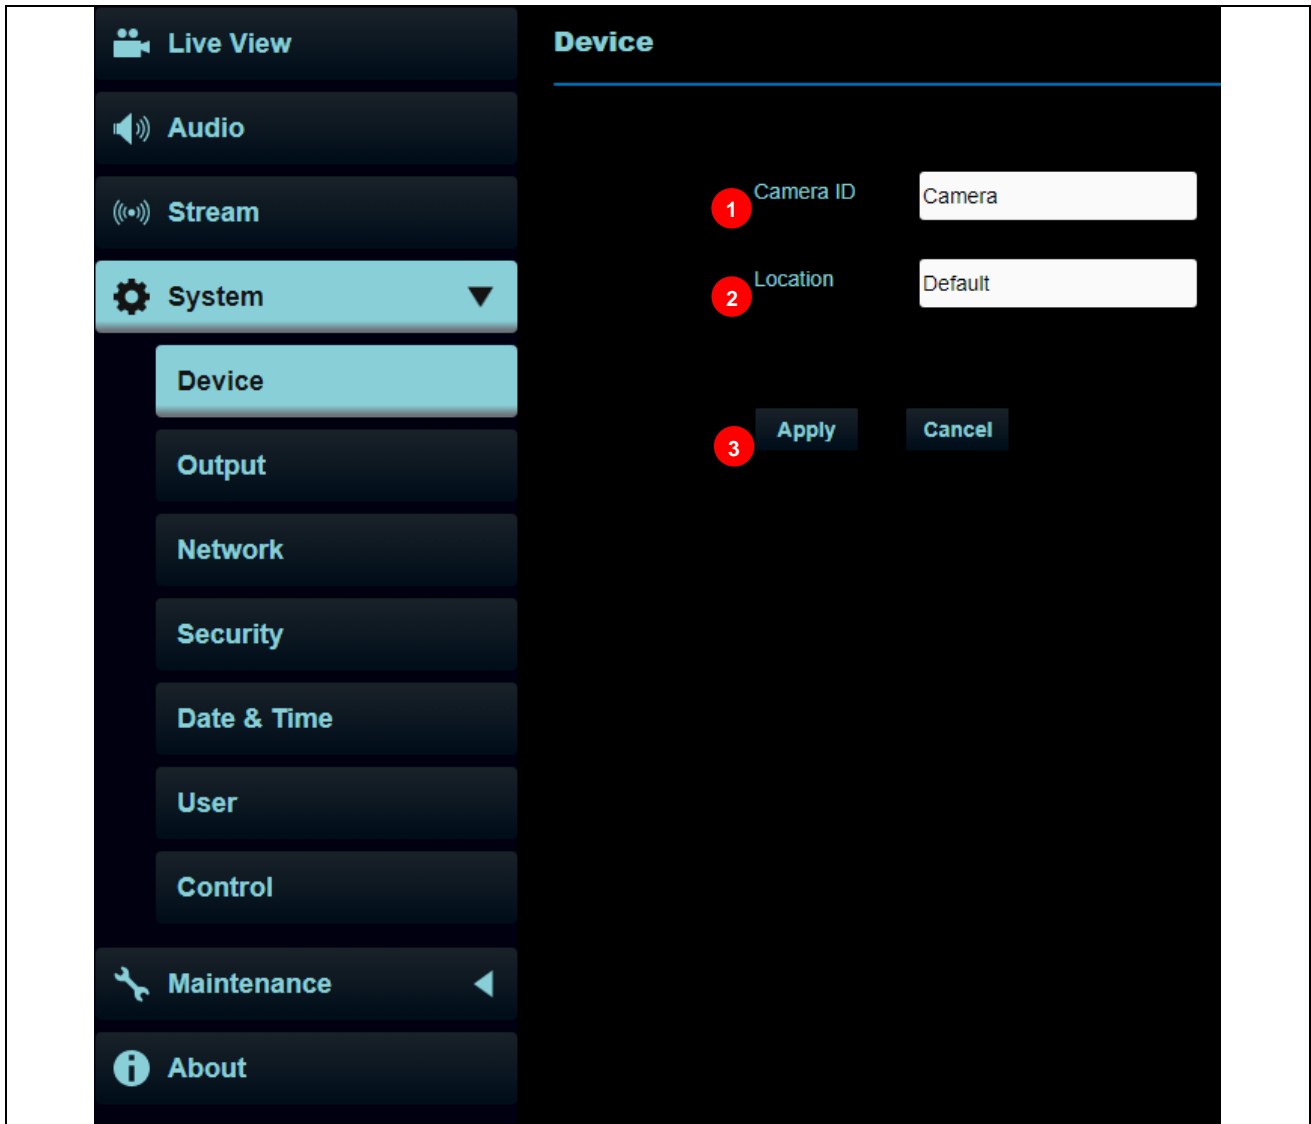 Live View
Audio
Stream
System
Device
Output
Network
Security
Date & Time
User
Control
Maintenance
About
Device
1 Camera ID Camera
2 Location Default
3 Apply Cancel